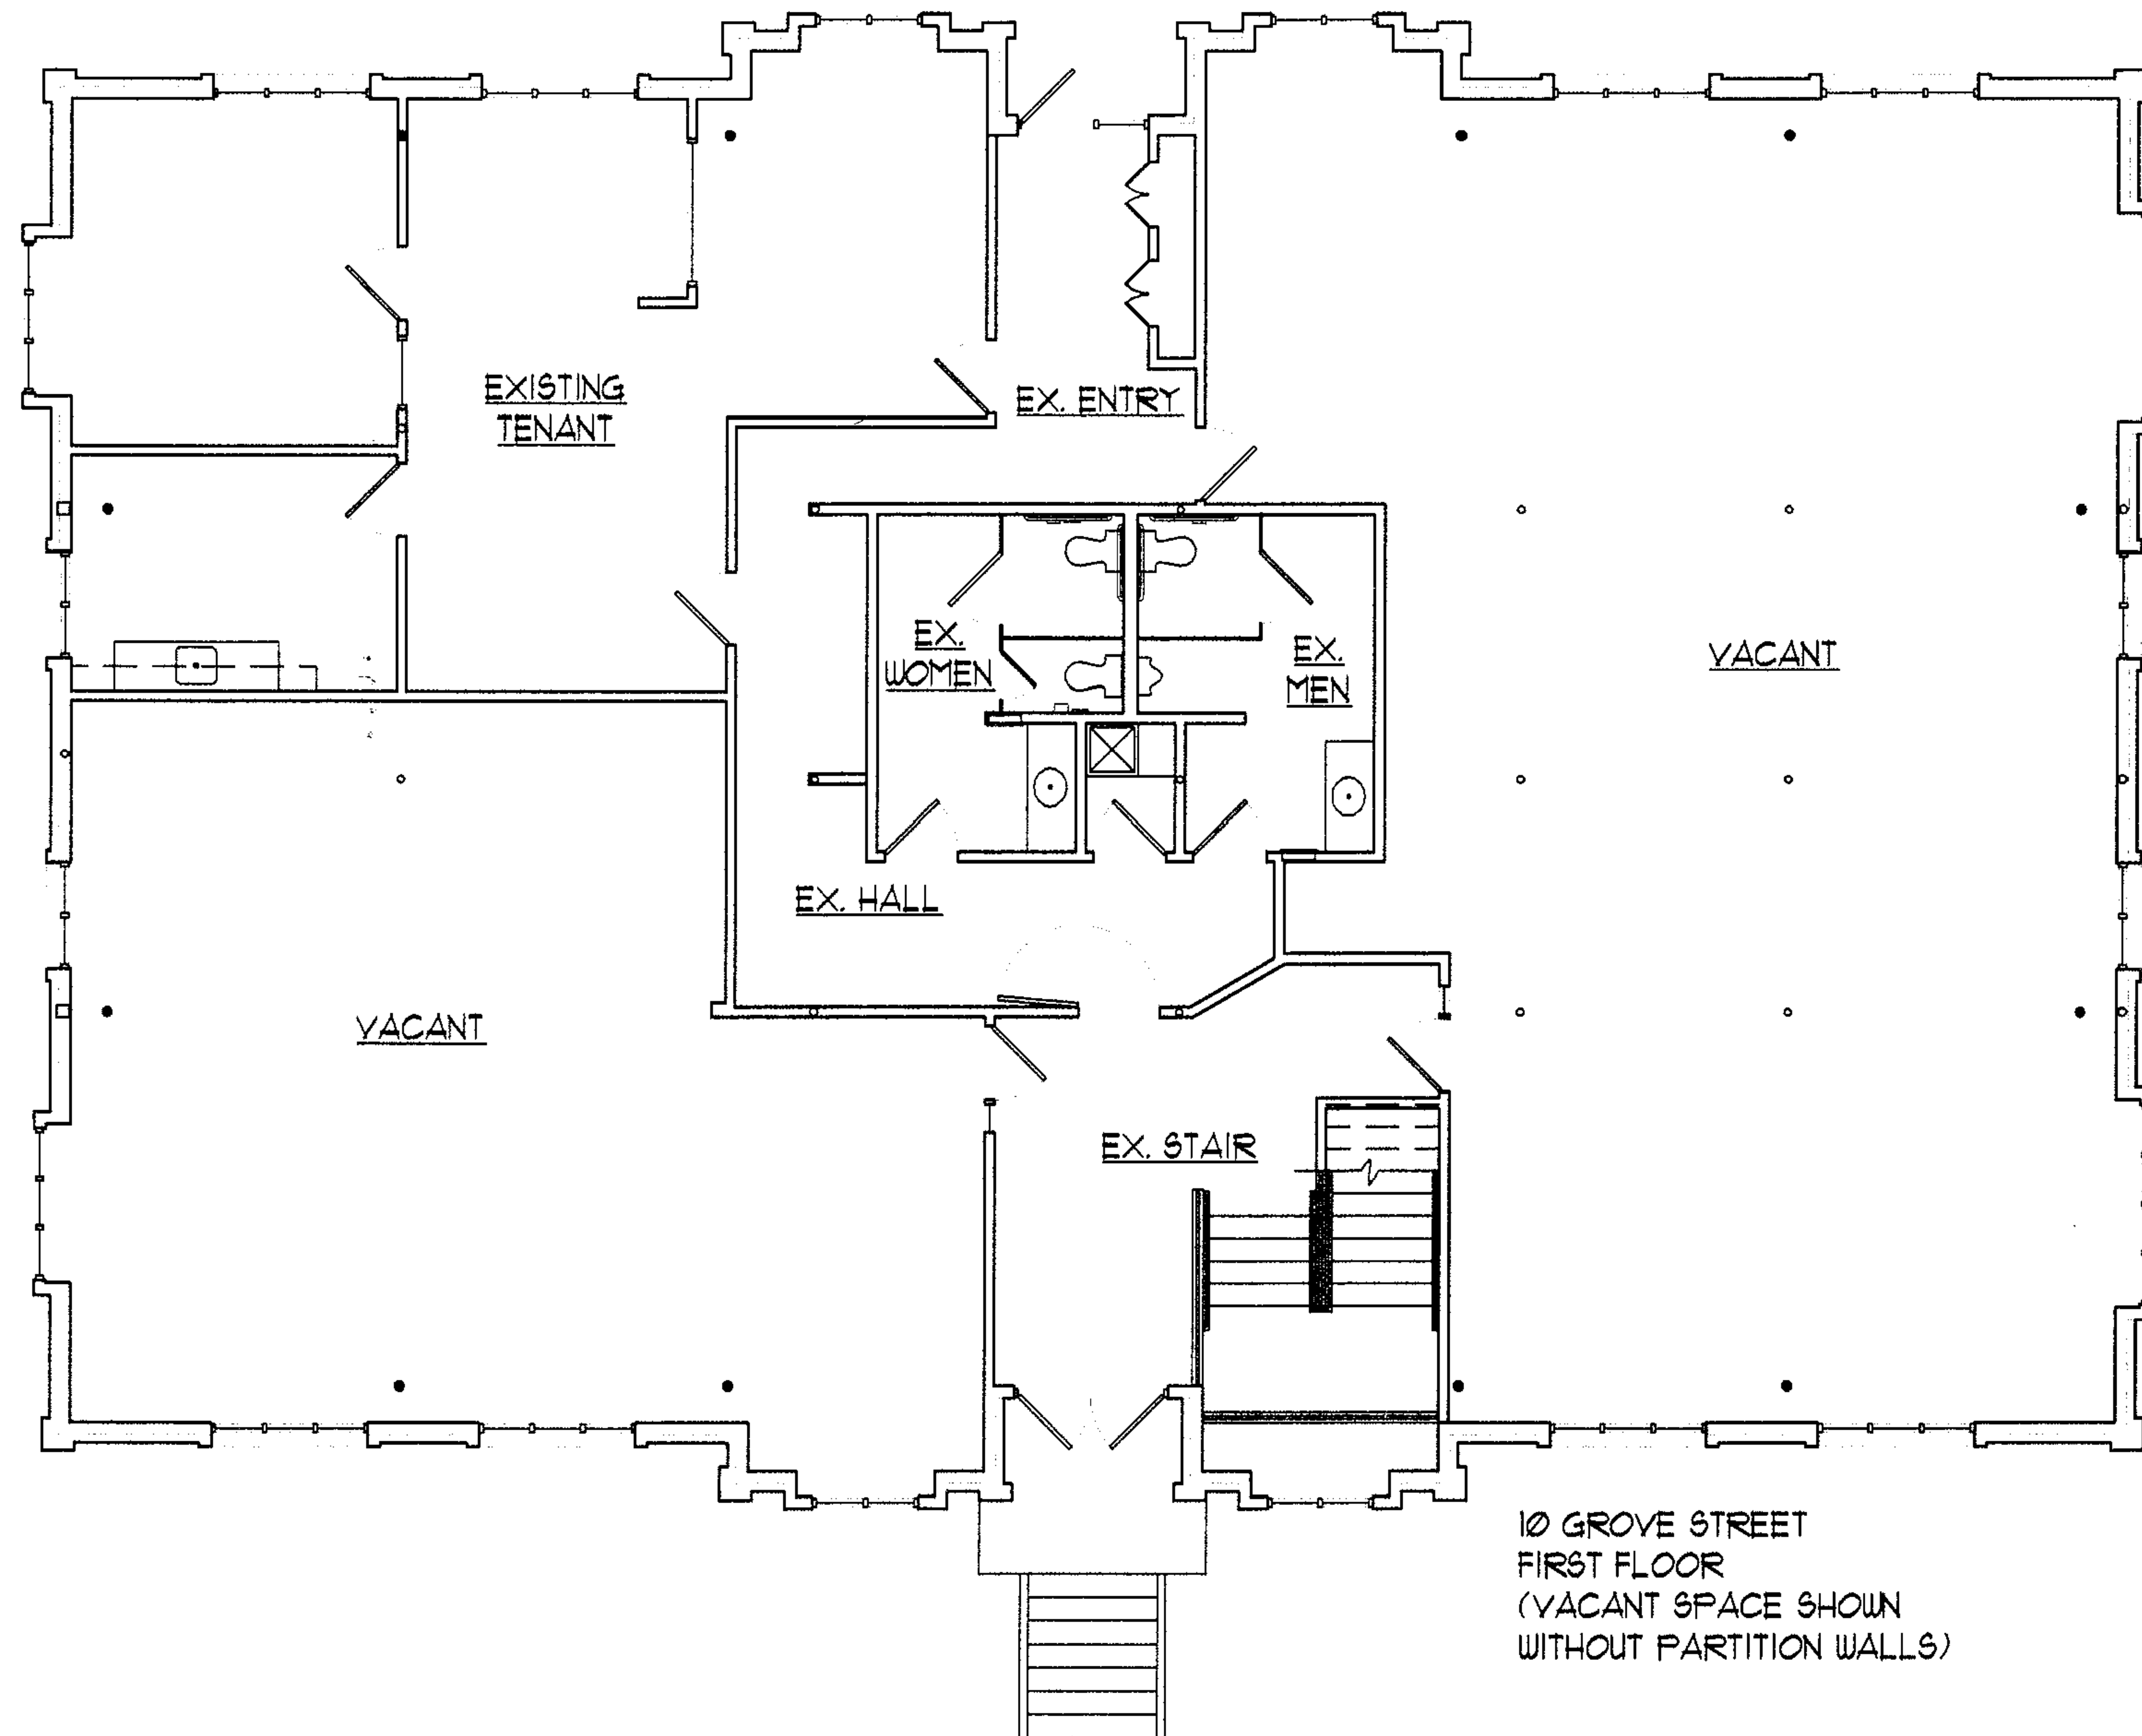 EXISTING
TENANT
EX. ENTRY
EX.
WOMEN
EX.
MEN
VACANT
EX. HALL
VACANT
EX. STAIR
10 GROVE STREET
FIRST FLOOR
(VACANT SPACE SHOWN
WITHOUT PARTITION WALLS)